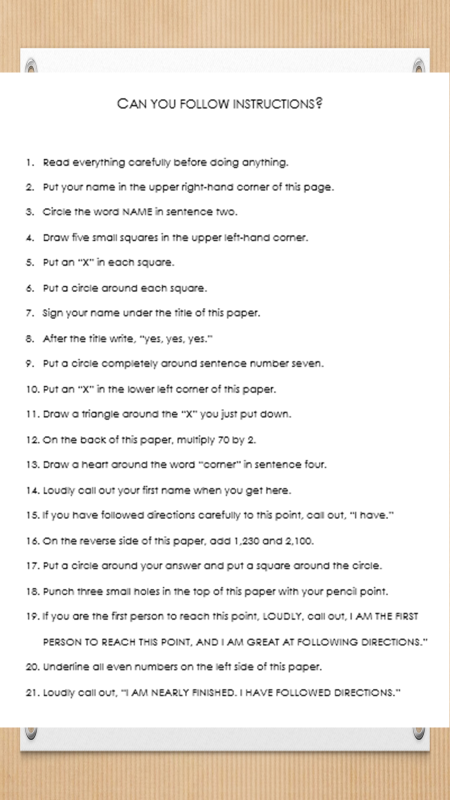 CAN YOU FOLLOW INSTRUCTIONS?
1. Read everything carefully before doing anything.
2. Put your name in the upper right-hand corner of this page.
3. Circle the word NAME in sentence two.
4. Draw five small squares in the upper left-hand corner.
5. Put an “X” in each square.
6. Put a circle around each square.
7. Sign your name under the title of this paper.
8. After the title write, “yes, yes, yes.”
9. Put a circle completely around sentence number seven.
10. Put an “X” in the lower left corner of this paper.
11. Draw a triangle around the “X” you just put down.
12. On the back of this paper, multiply 70 by 2.
13. Draw a heart around the word “corner” in sentence four.
14. Loudly call out your first name when you get here.
15. If you have followed directions carefully to this point, call out, “I have.”
16. On the reverse side of this paper, add 1,230 and 2,100.
17. Put a circle around your answer and put a square around the circle.
18. Punch three small holes in the top of this paper with your pencil point.
19. If you are the first person to reach this point, LOUDLY, call out, I AM THE FIRST
PERSON TO REACH THIS POINT, AND I AM GREAT AT FOLLOWING DIRECTIONS.”
20. Underline all even numbers on the left side of this paper.
21. Loudly call out, “I AM NEARLY FINISHED. I HAVE FOLLOWED DIRECTIONS.”